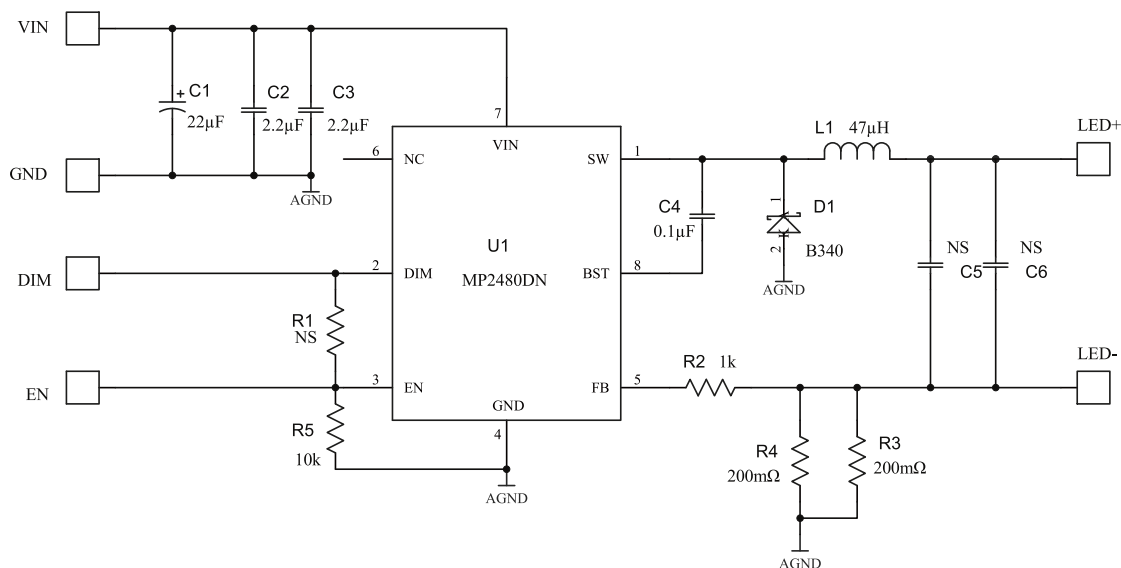 VIN
C1
+
22µF
C2
2.2µF
C3
2.2µF
7
VIN
GND
AGND
6
NC
SW
1
L1
47µH
LED+
C4
0.1µF
1
D1
2
B340
AGND
NS
C5
NS
C6
U1
MP2480DN
DIM
2
DIM
BST
8
R1
NS
EN
3
EN
FB
5
R2
1k
LED-
GND
4
R5
10k
AGND
R4
200mΩ
R3
200mΩ
AGND